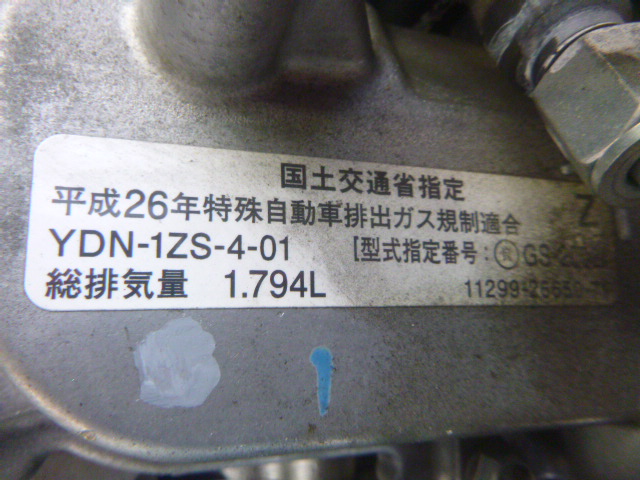 国土交通省指定
平成26年特殊自動車排出ガス規制適合 Z
YDN-1ZS-4-01 [型式指定番号：
総排気量 1.794L